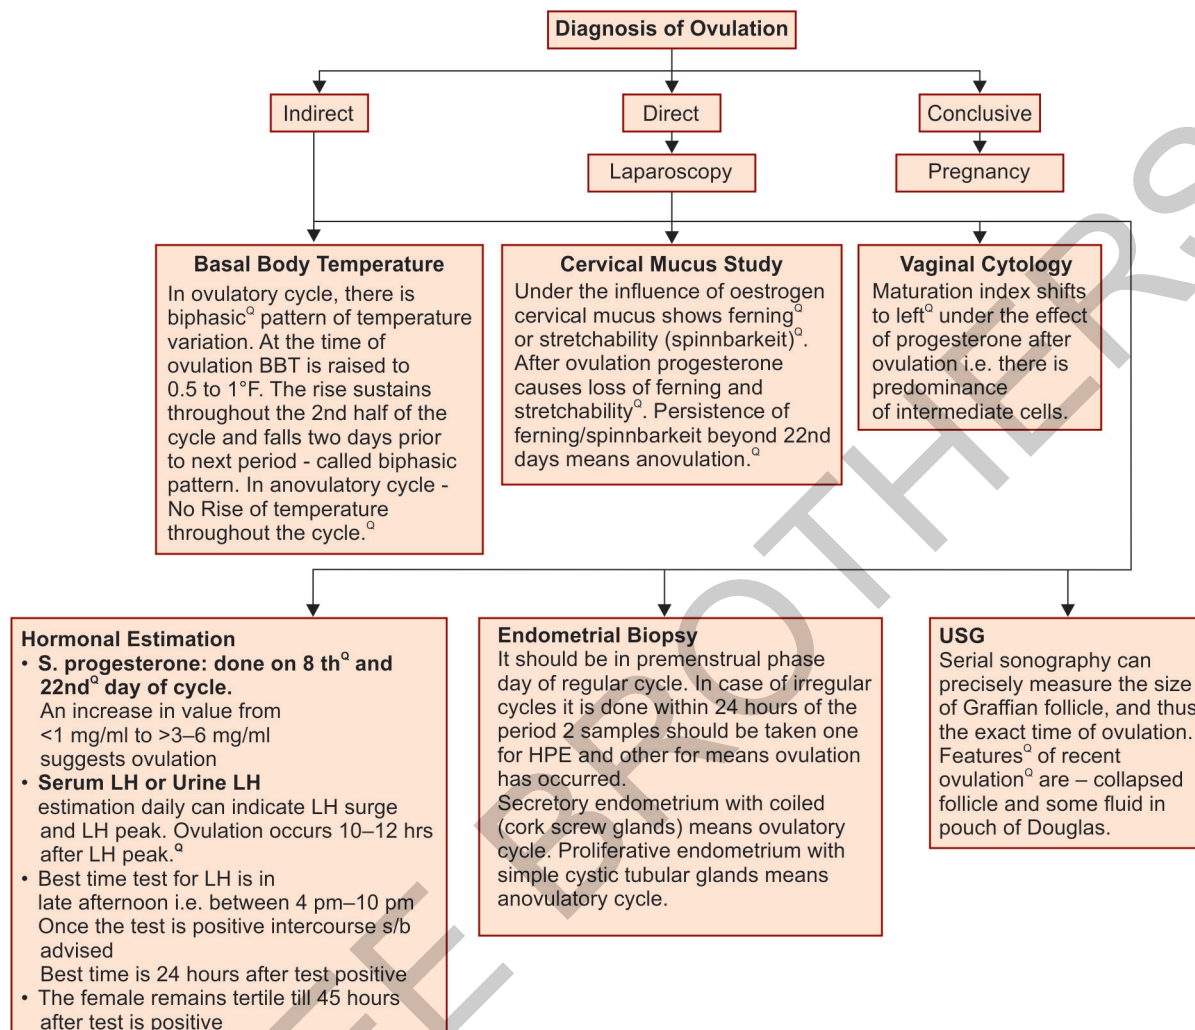 Diagnosis of Ovulation
Indirect
Direct
Conclusive
Laparoscopy
Pregnancy
Basal Body Temperature
In ovulatory cycle, there is
biphasicQ pattern of temperature
variation. At the time of
ovulation BBT is raised to
0.5 to 1°F. The rise sustains
throughout the 2nd half of the
cycle and falls two days prior
to next period - called biphasic
pattern. In anovulatory cycle -
No Rise of temperature
throughout the cycle.Q
Cervical Mucus Study
Under the influence of oestrogen
cervical mucus shows ferningQ
or stretchability (spinnbarkeit)Q.
After ovulation progesterone
causes loss of ferning and
stretchabilityQ. Persistence of
ferning/spinnbarkeit beyond 22nd
days means anovulation.Q
Vaginal Cytology
Maturation index shifts
to leftQ under the effect
of progesterone after
ovulation i.e. there is
predominance
of intermediate cells.
Hormonal Estimation
• S. progesterone: done on 8 thQ and
22ndQ day of cycle.
An increase in value from
<1 mg/ml to >3–6 mg/ml
suggests ovulation
• Serum LH or Urine LH
estimation daily can indicate LH surge
and LH peak. Ovulation occurs 10–12 hrs
after LH peak.Q
• Best time test for LH is in
late afternoon i.e. between 4 pm–10 pm
Once the test is positive intercourse s/b
advised
Best time is 24 hours after test positive
• The female remains tertile till 45 hours
after test is positive
Endometrial Biopsy
It should be in premenstrual phase
day of regular cycle. In case of irregular
cycles it is done within 24 hours of the
period 2 samples should be taken one
for HPE and other for means ovulation
has occurred.
Secretory endometrium with coiled
(cork screw glands) means ovulatory
cycle. Proliferative endometrium with
simple cystic tubular glands means
anovulatory cycle.
USG
Serial sonography can
precisely measure the size
of Graffian follicle, and thus
the exact time of ovulation.
FeaturesQ of recent
ovulationQ are – collapsed
follicle and some fluid in
pouch of Douglas.
EE BROTHERS